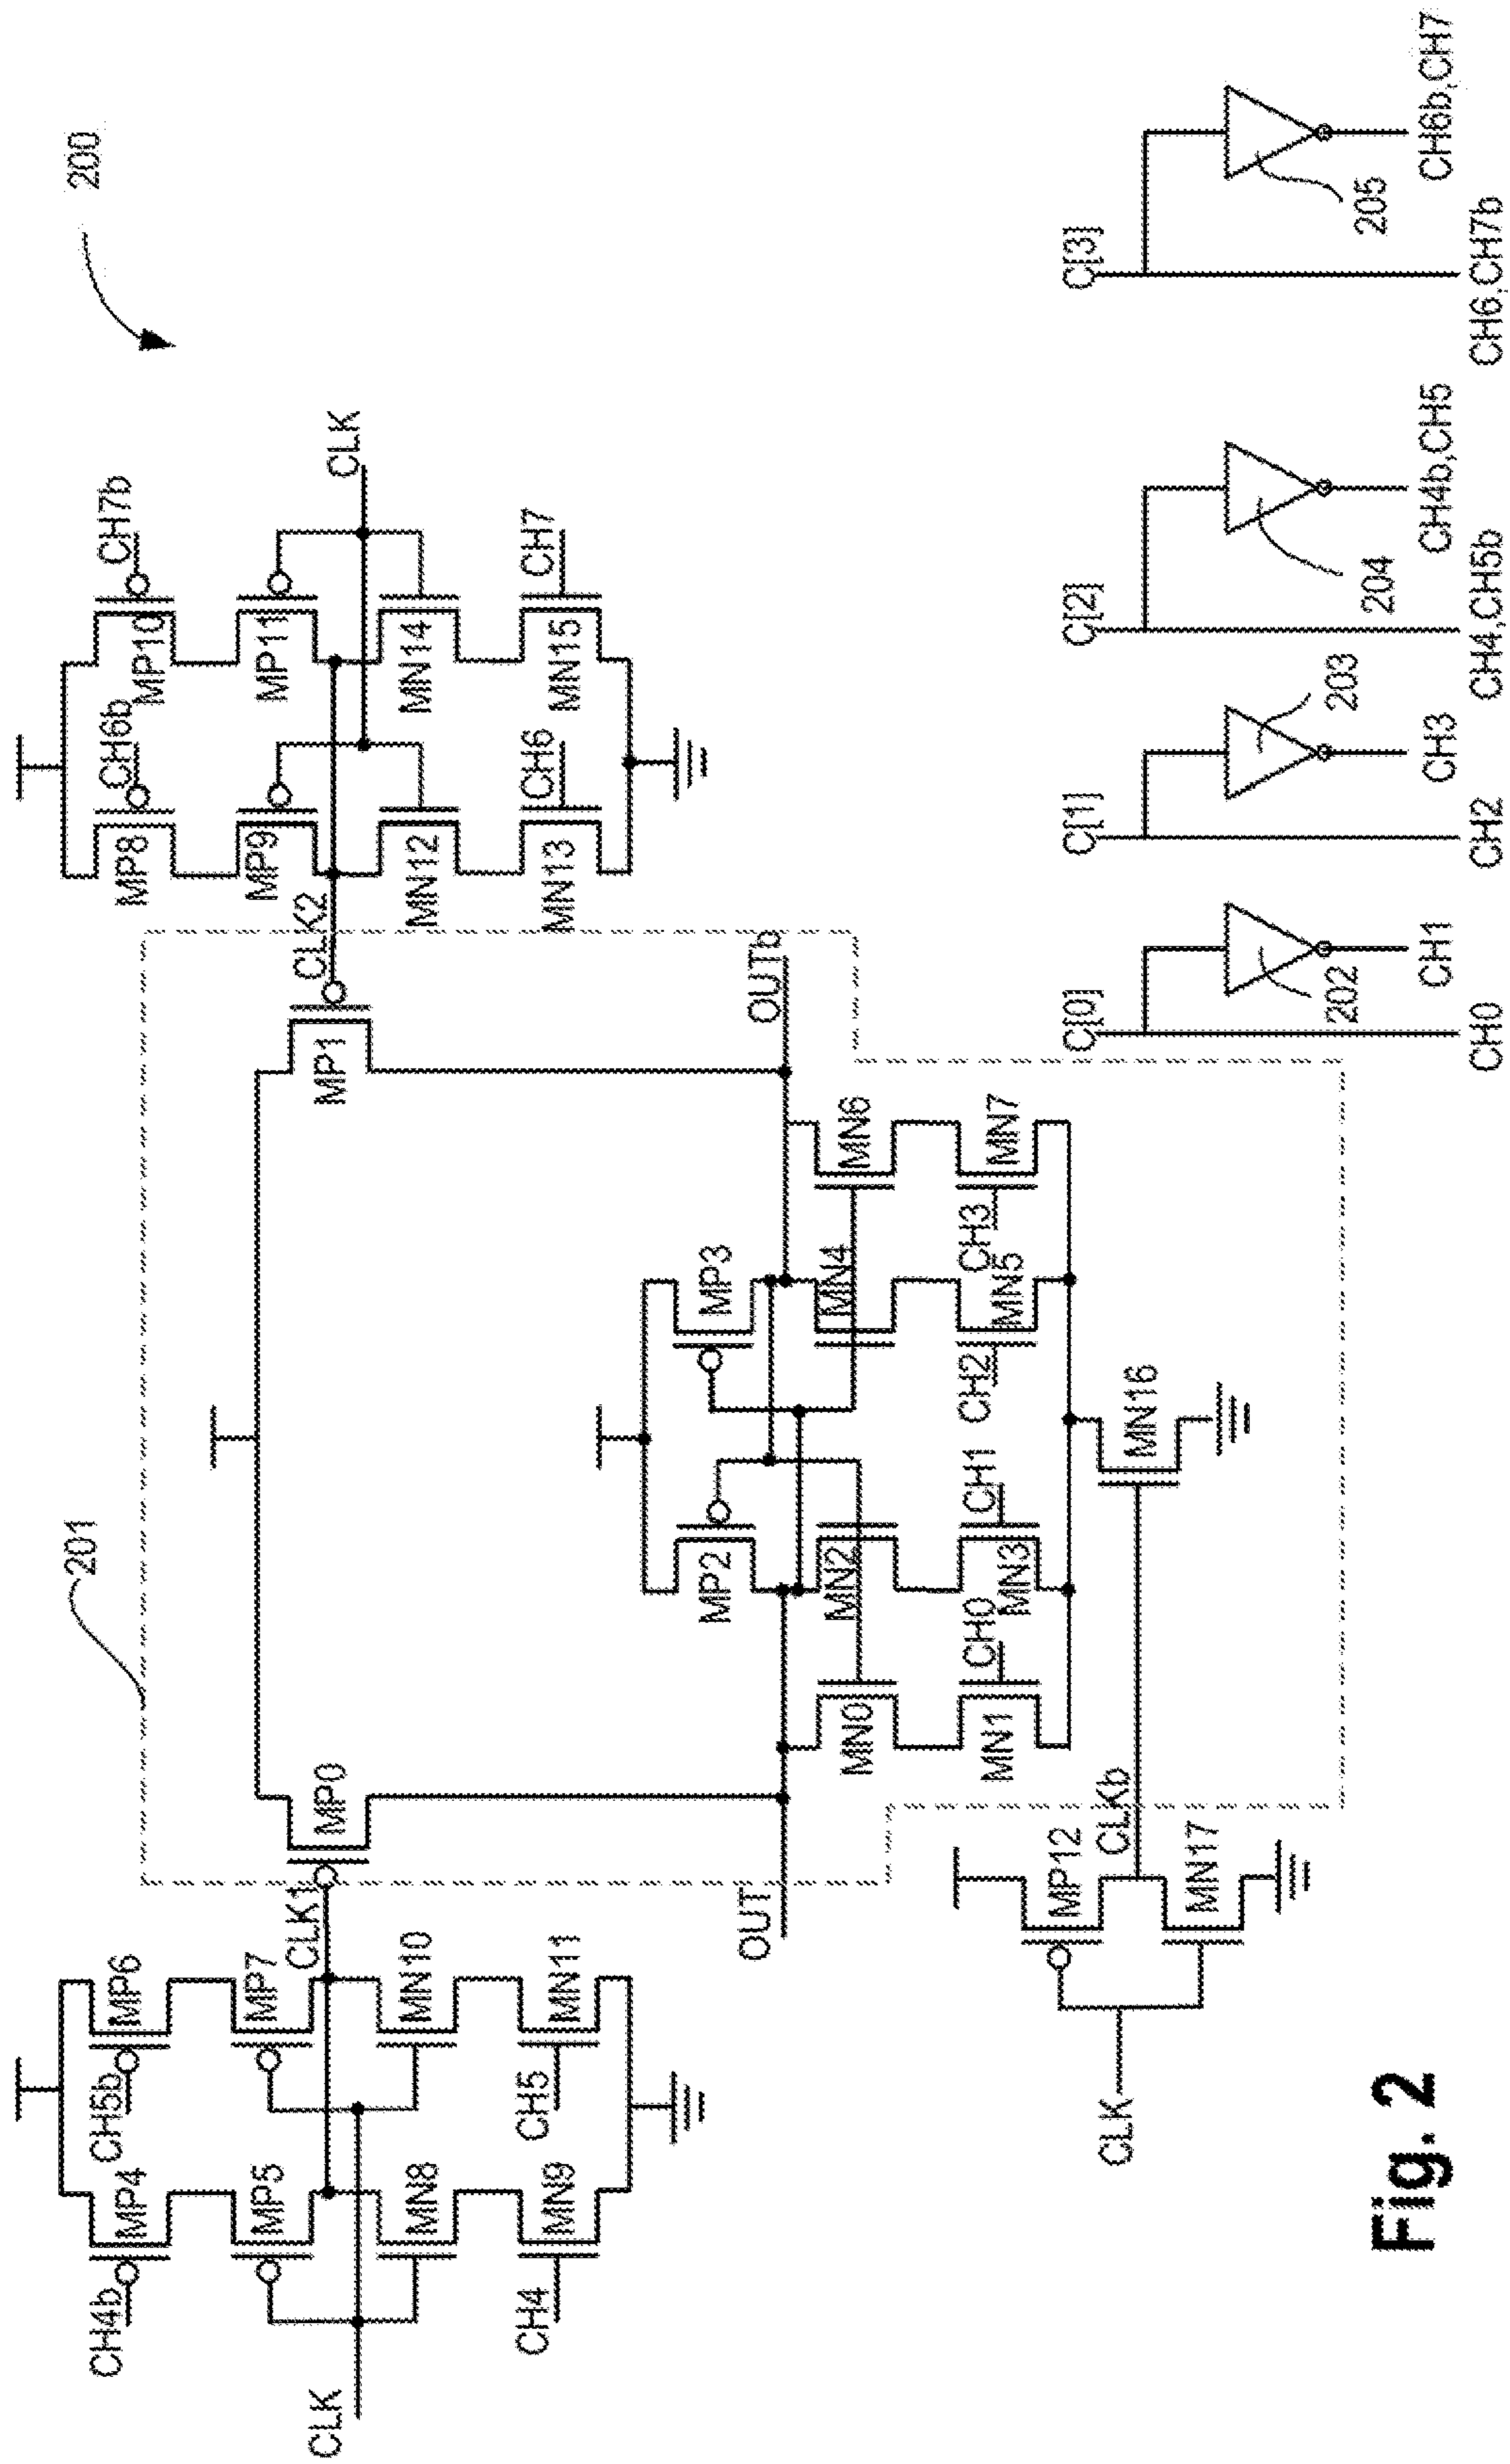 200
201
CH4b
MP4
CH5b
MP6
MP5
MP7
CLK
CLK1
MN8
MN10
CH4
MN9
CH5
MN11
MP0
MP1
CLK2
MP8
CH6b
MP10
CH7b
MP9
MP11
CLK
MN12
MN14
MN13
CH6
MN15
CH7
OUT
OUTb
MP2
MP3
MN0
MN2
MN4
MN6
MN1
CH0
MN3
CH1
CH2
MN5
CH3
MN7
CLK
MP12
CLKb
MN17
MN16
C[0]
C[1]
C[2]
C[3]
202
203
204
205
CH1
CH3
CH4b,CH5
CH6b,CH7
CH0
CH2
CH4,CH5b
CH6,CH7b
Fig. 2